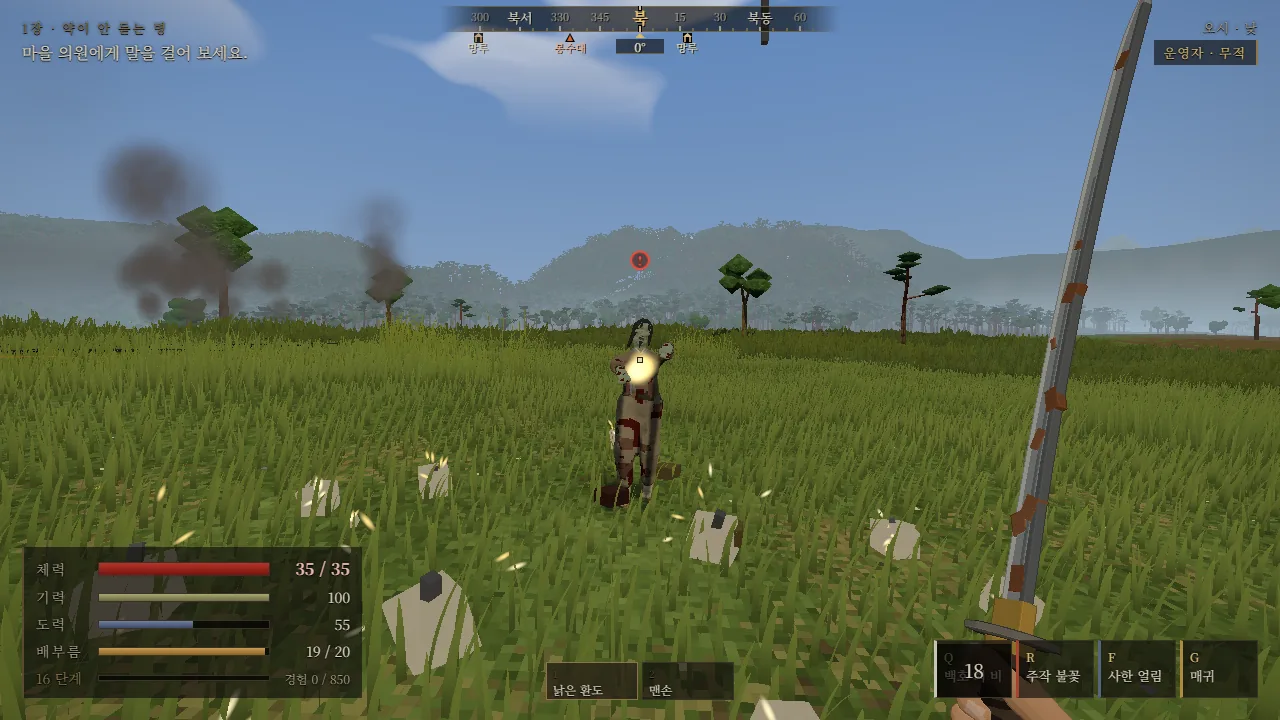 1장 · 약이 안 듣는 병
마을 의원에게 말을 걸어 보세요.
300 북서 330 345 북 15 30 북동 60
망루 봉수대 0° 망루
오시 · 낮
운영자 · 무적
체력 35 / 35
기력 100
도력 55
배부름 19 / 20
16 단계 경험 0 / 850
낡은 환도
맨손
Q 18
R 주작 불꽃
F 사한 얼림
G 매귀